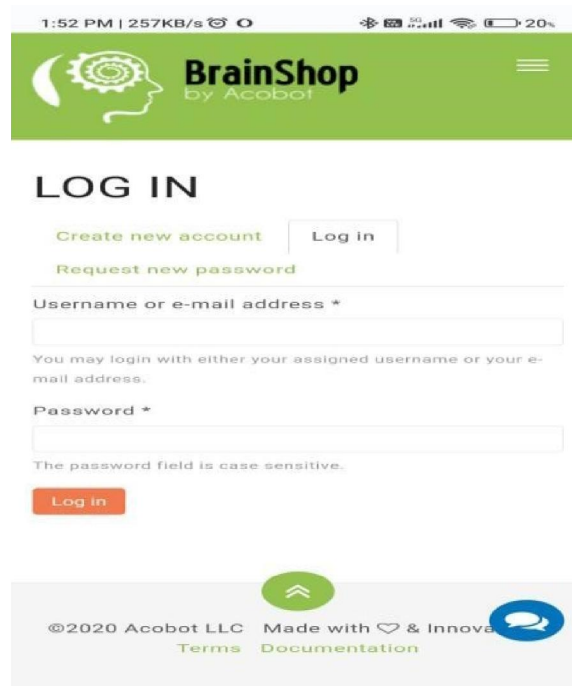 1:52 PM | 257KB/s
5G
20%
BrainShop
by Acobot
LOG IN
Create new account
Log in
Request new password
Username or e-mail address *
You may login with either your assigned username or your e-
mail address.
Password *
The password field is case sensitive.
Log in
©2020 Acobot LLC Made with ♡ & Innova
Terms Documentation